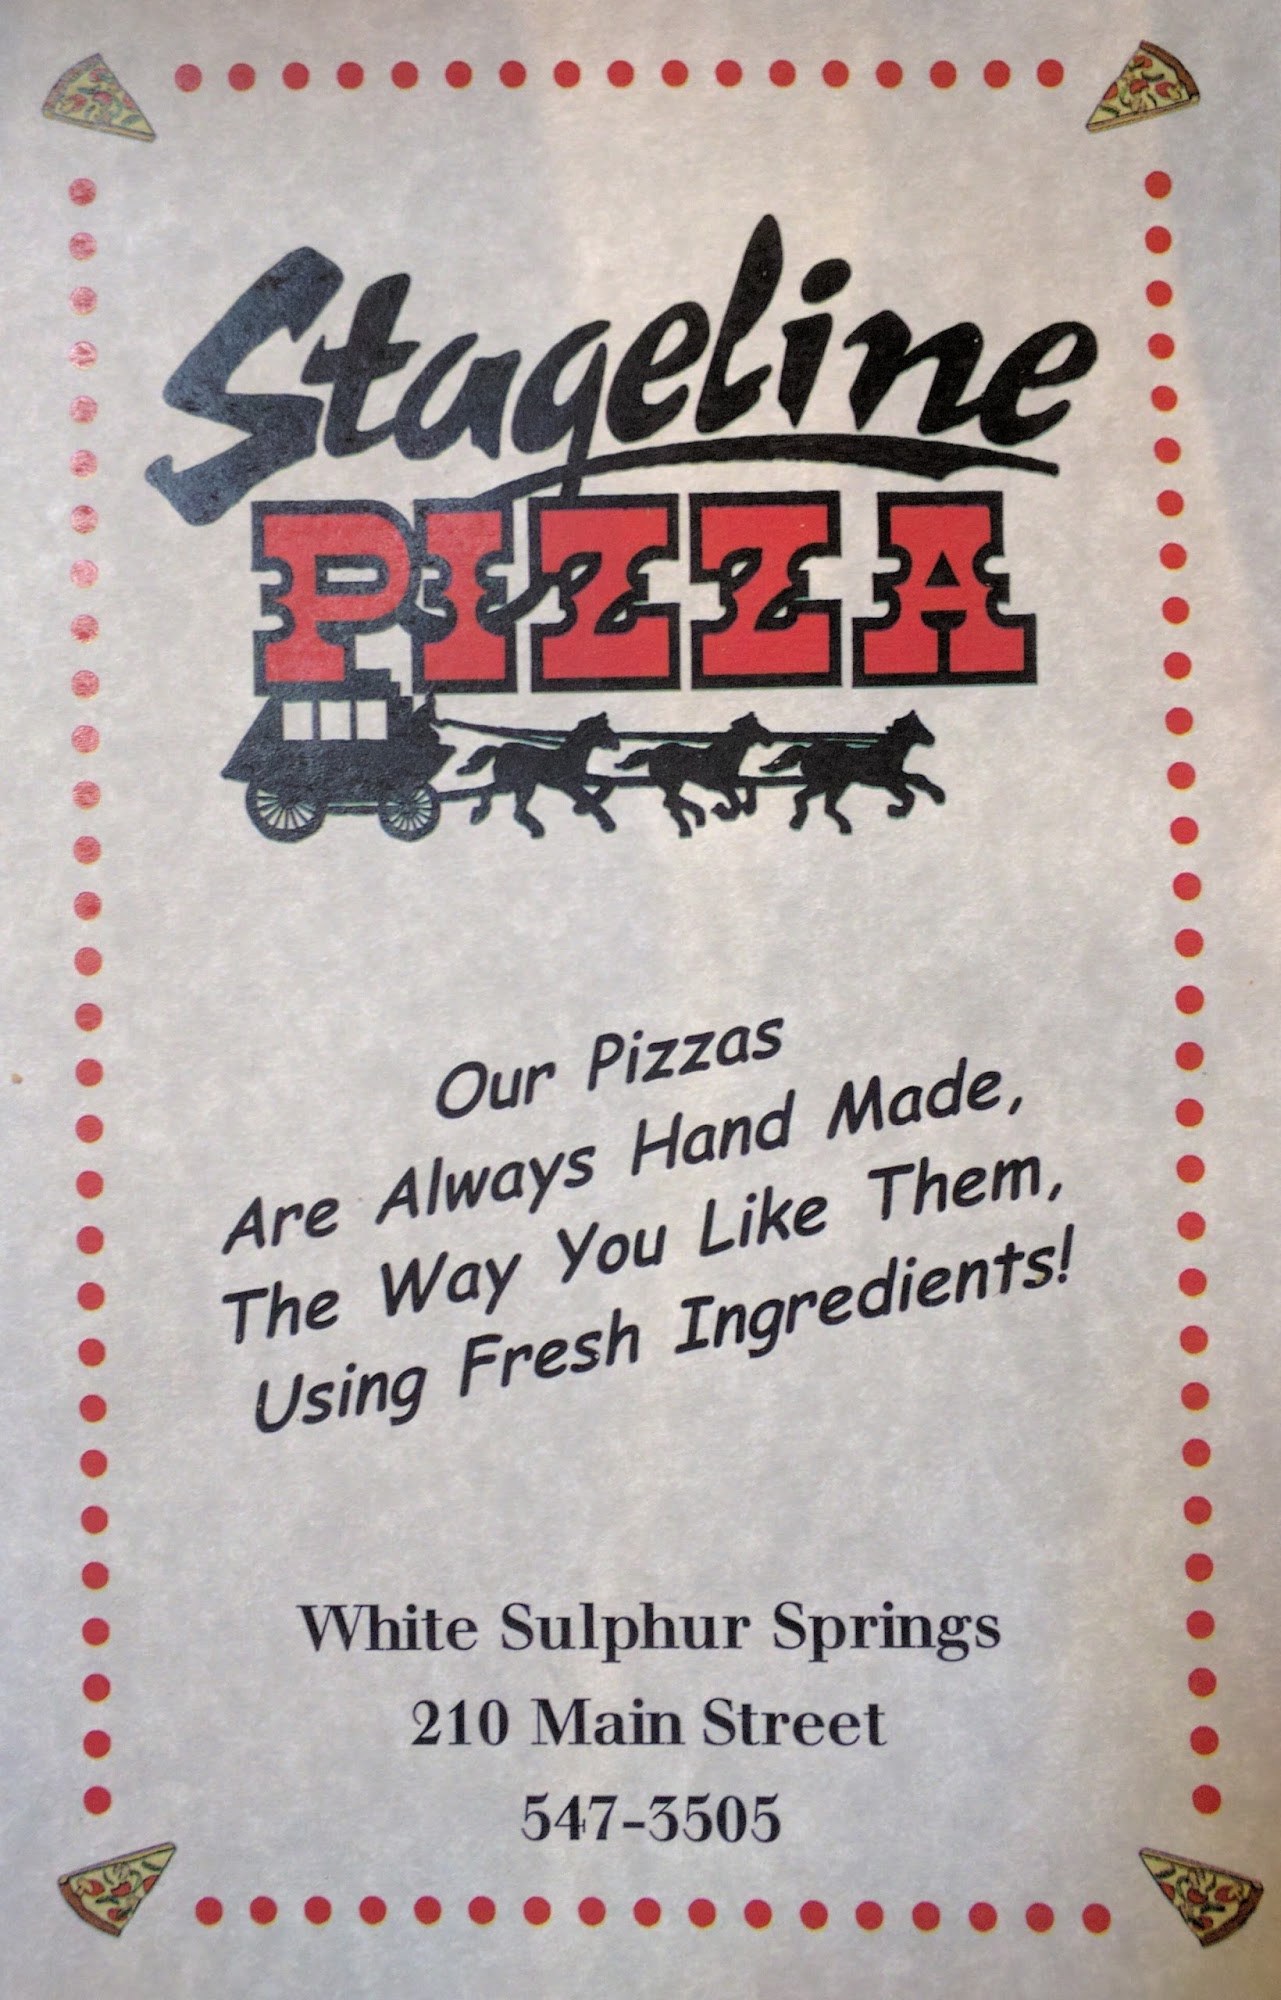 Stageline
PIZZA
Our Pizzas
Are Always Hand Made,
The Way You Like Them,
Using Fresh Ingredients!
White Sulphur Springs
210 Main Street
547-3505